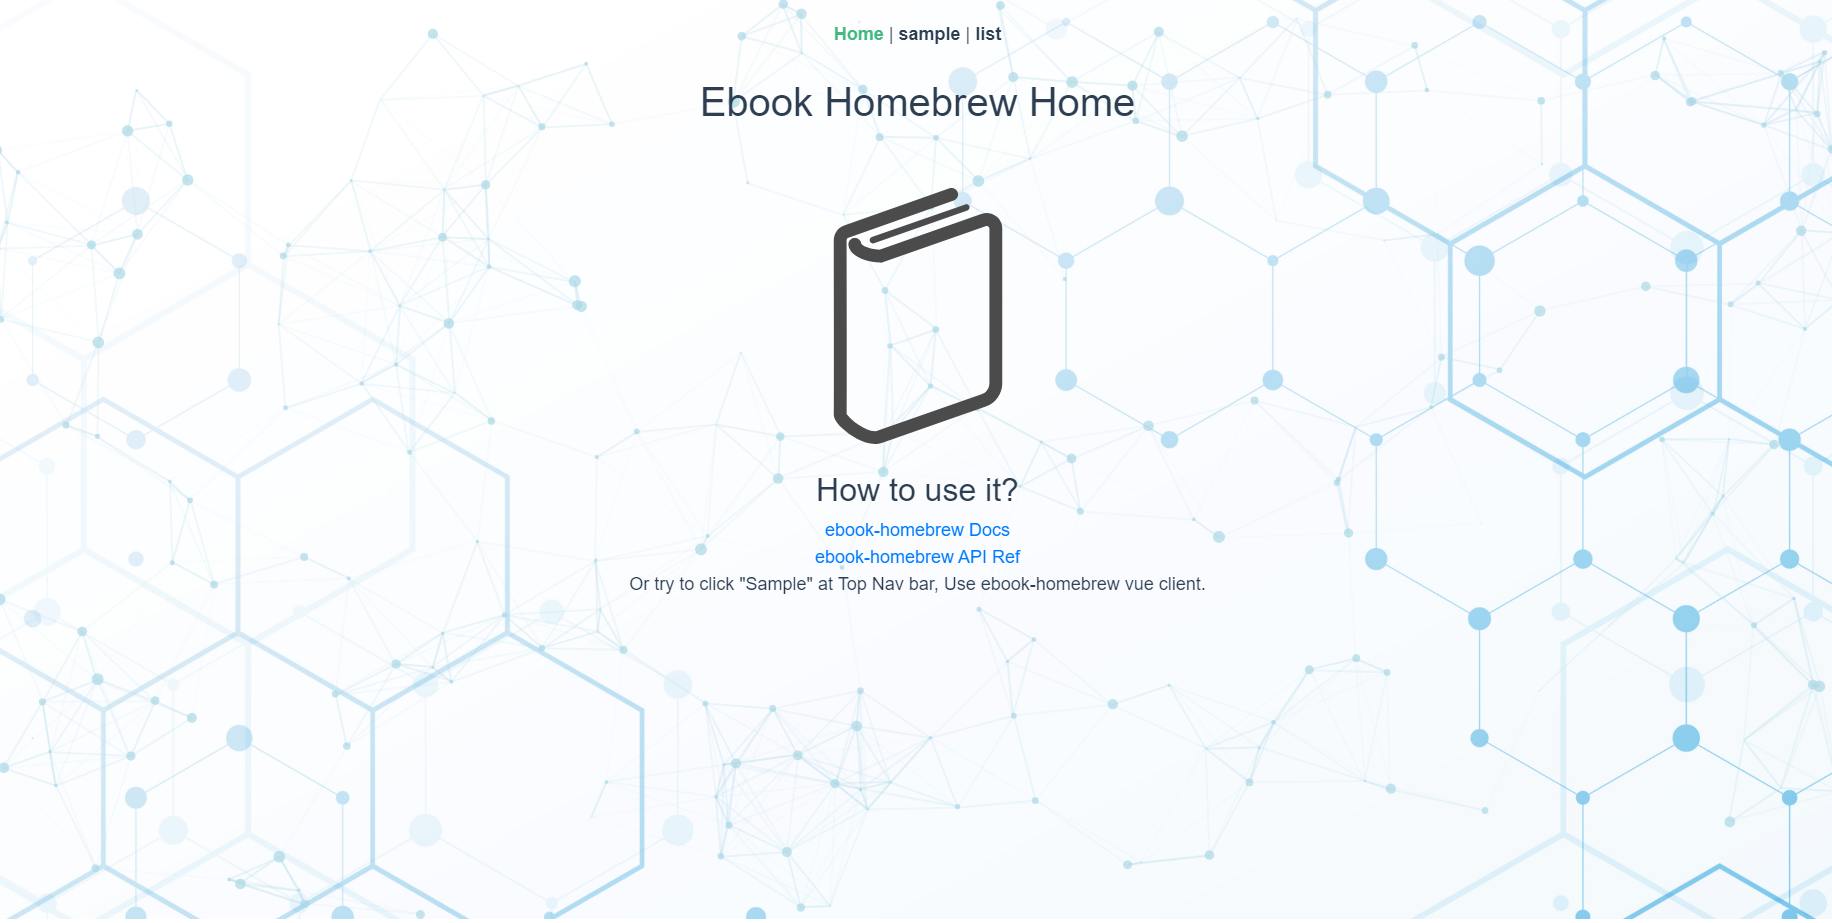 Home | sample | list
Ebook Homebrew Home
How to use it?
ebook-homebrew Docs
ebook-homebrew API Ref
Or try to click "Sample" at Top Nav bar, Use ebook-homebrew vue client.